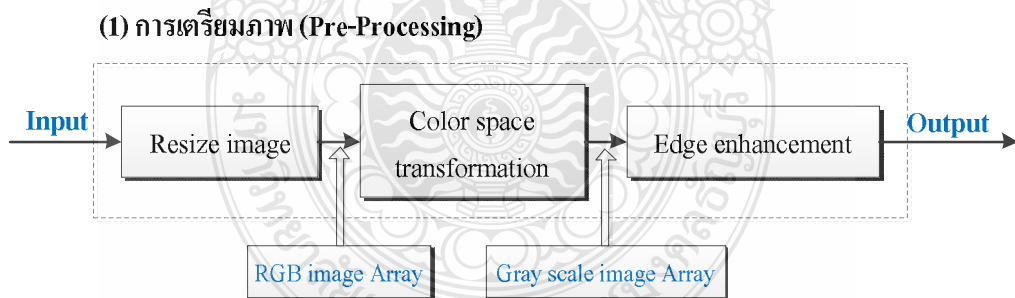 (1) การเตรียมภาพ (Pre-Processing)
Input
Resize image
Color space
transformation
Edge enhancement
Output
RGB image Array
Gray scale image Array